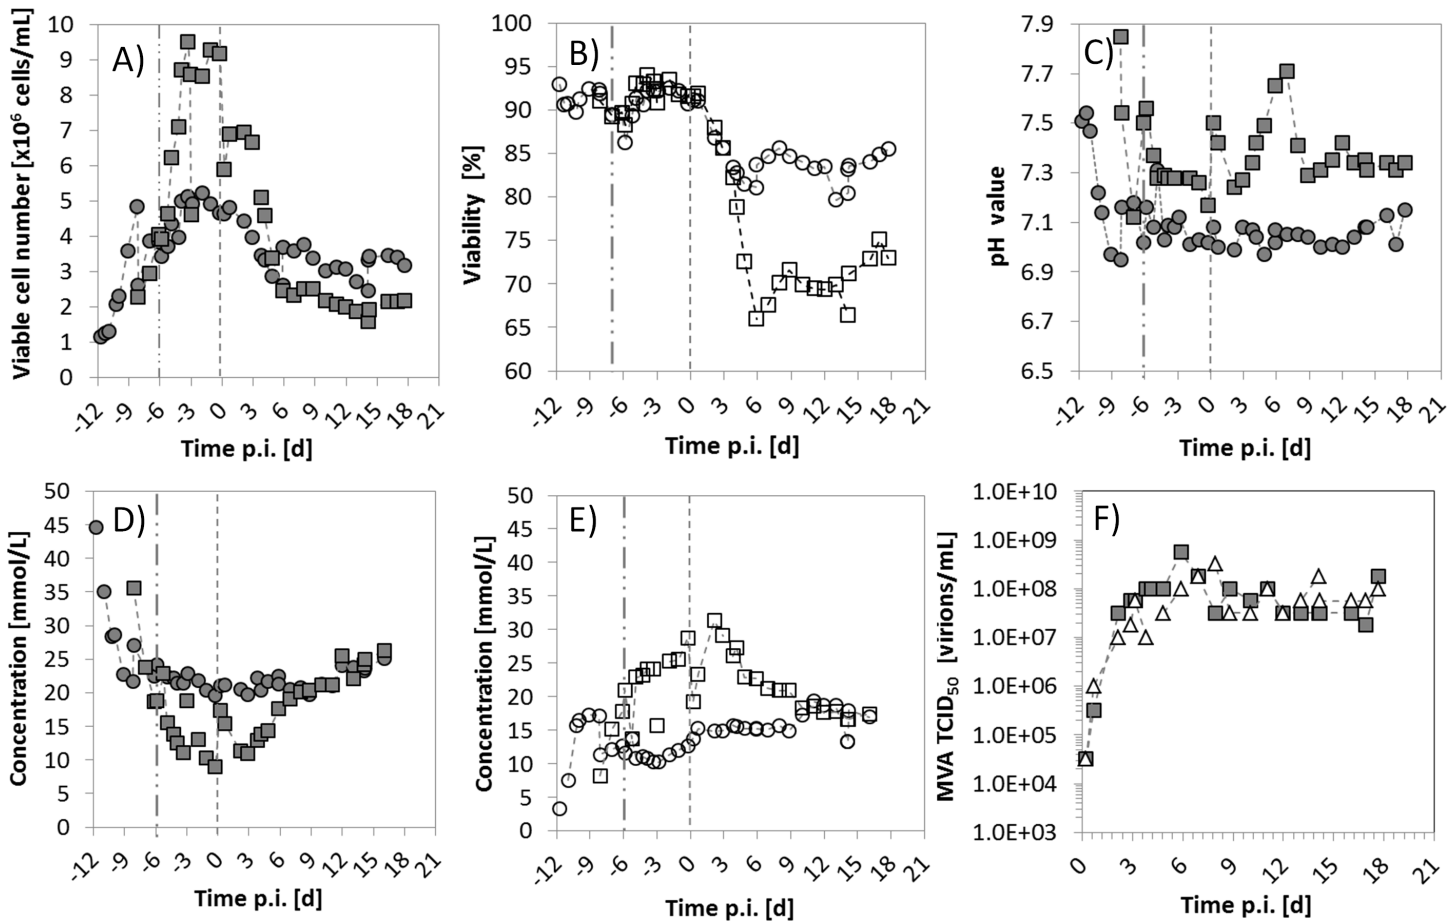 A)
Viable cell number [x10⁶ cells/mL]
10
9
8
7
6
5
4
3
2
1
0
-12 -9 -6 -3 0 3 6 9 12 15 18 21
Time p.i. [d]
B)
Viability [%]
100
95
90
85
80
75
70
65
60
-12 -9 -6 -3 0 3 6 9 12 15 18 21
Time p.i. [d]
C)
pH value
7.9
7.7
7.5
7.3
7.1
6.9
6.7
6.5
-12 -9 -6 -3 0 3 6 9 12 15 18 21
Time p.i. [d]
D)
Concentration [mmol/L]
50
45
40
35
30
25
20
15
10
5
0
-12 -9 -6 -3 0 3 6 9 12 15 18 21
Time p.i. [d]
E)
Concentration [mmol/L]
50
45
40
35
30
25
20
15
10
5
0
-12 -9 -6 -3 0 3 6 9 12 15 18 21
Time p.i. [d]
F)
MVA TCID₅₀ [virions/mL]
1.0E+10
1.0E+09
1.0E+08
1.0E+07
1.0E+06
1.0E+05
1.0E+04
1.0E+03
0 3 6 9 12 15 18 21
Time p.i. [d]